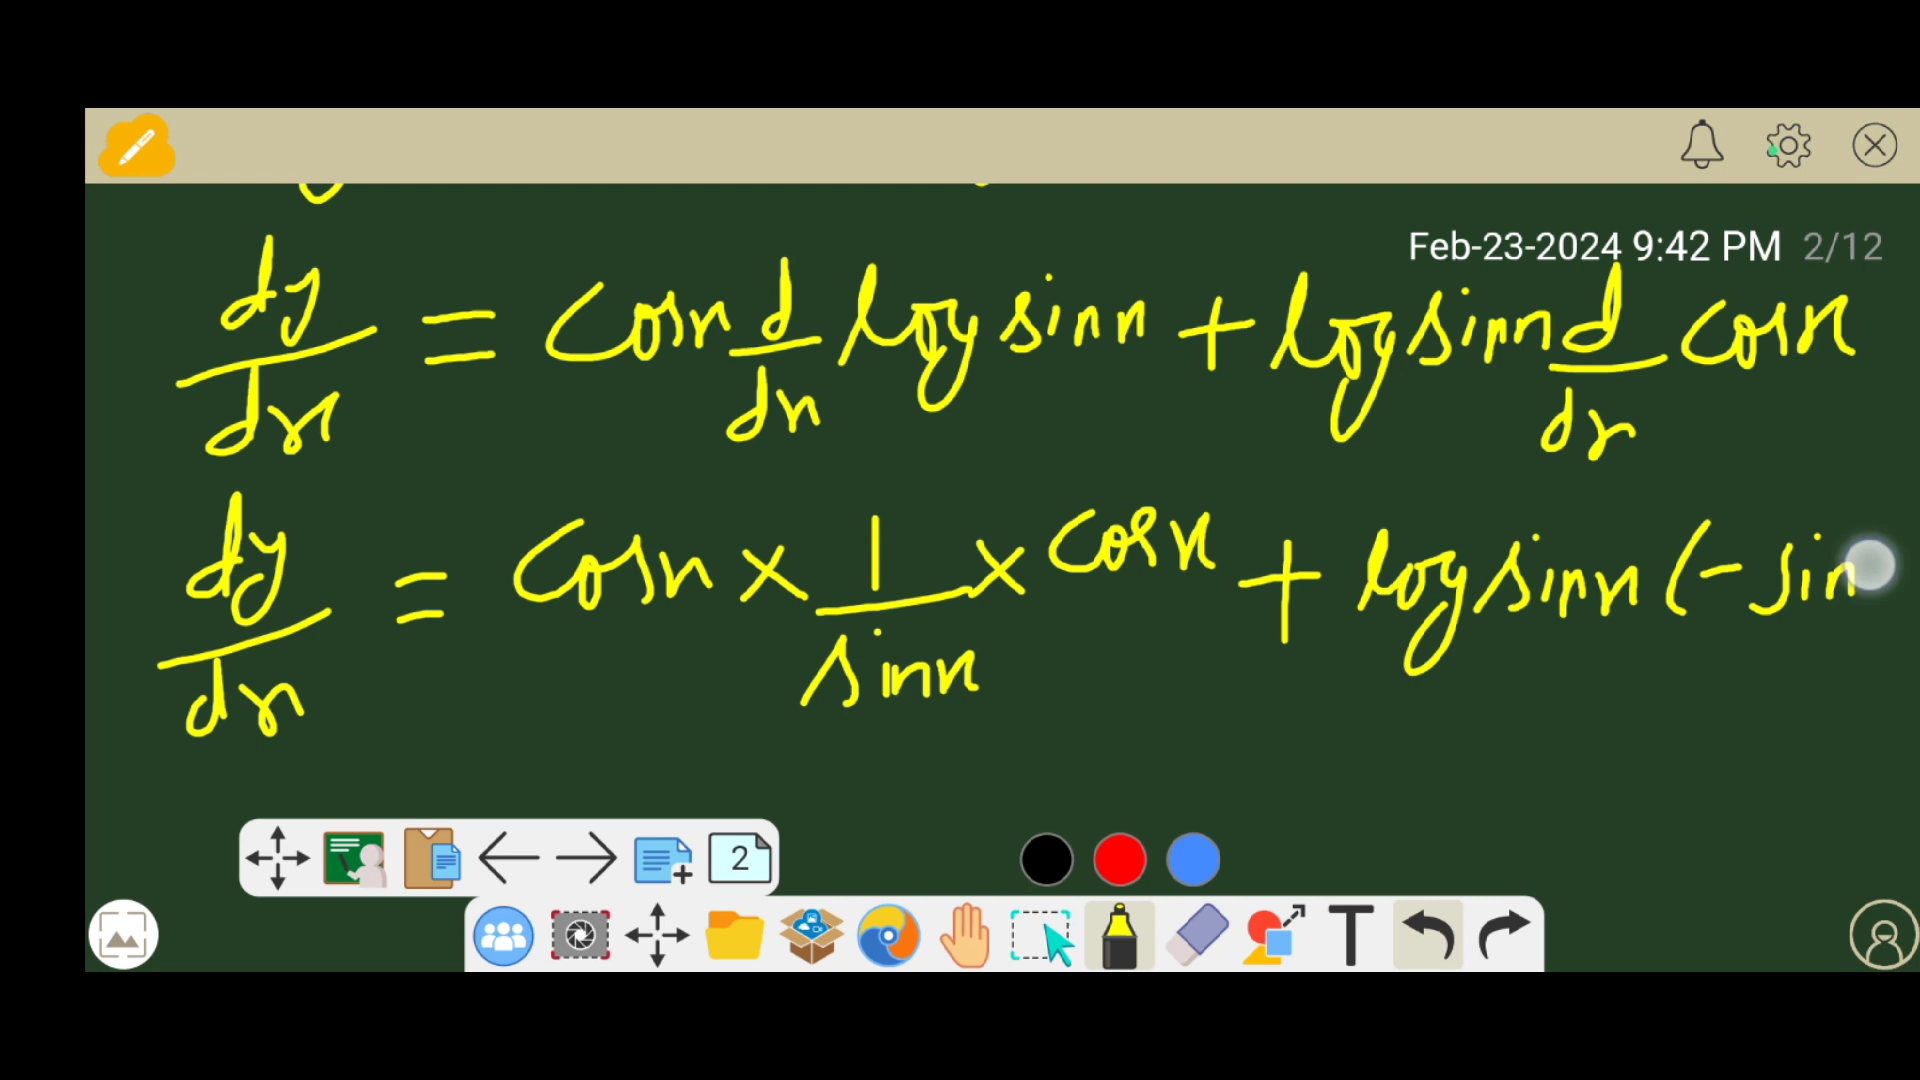 Feb-23-2024 9:42 PM 2/12
dy/dx = cosx d/dx log sinx + log sinx d/dx cosx
dy/dx = cosx × 1/sinx × cosx + log sinx (- sin
2
T